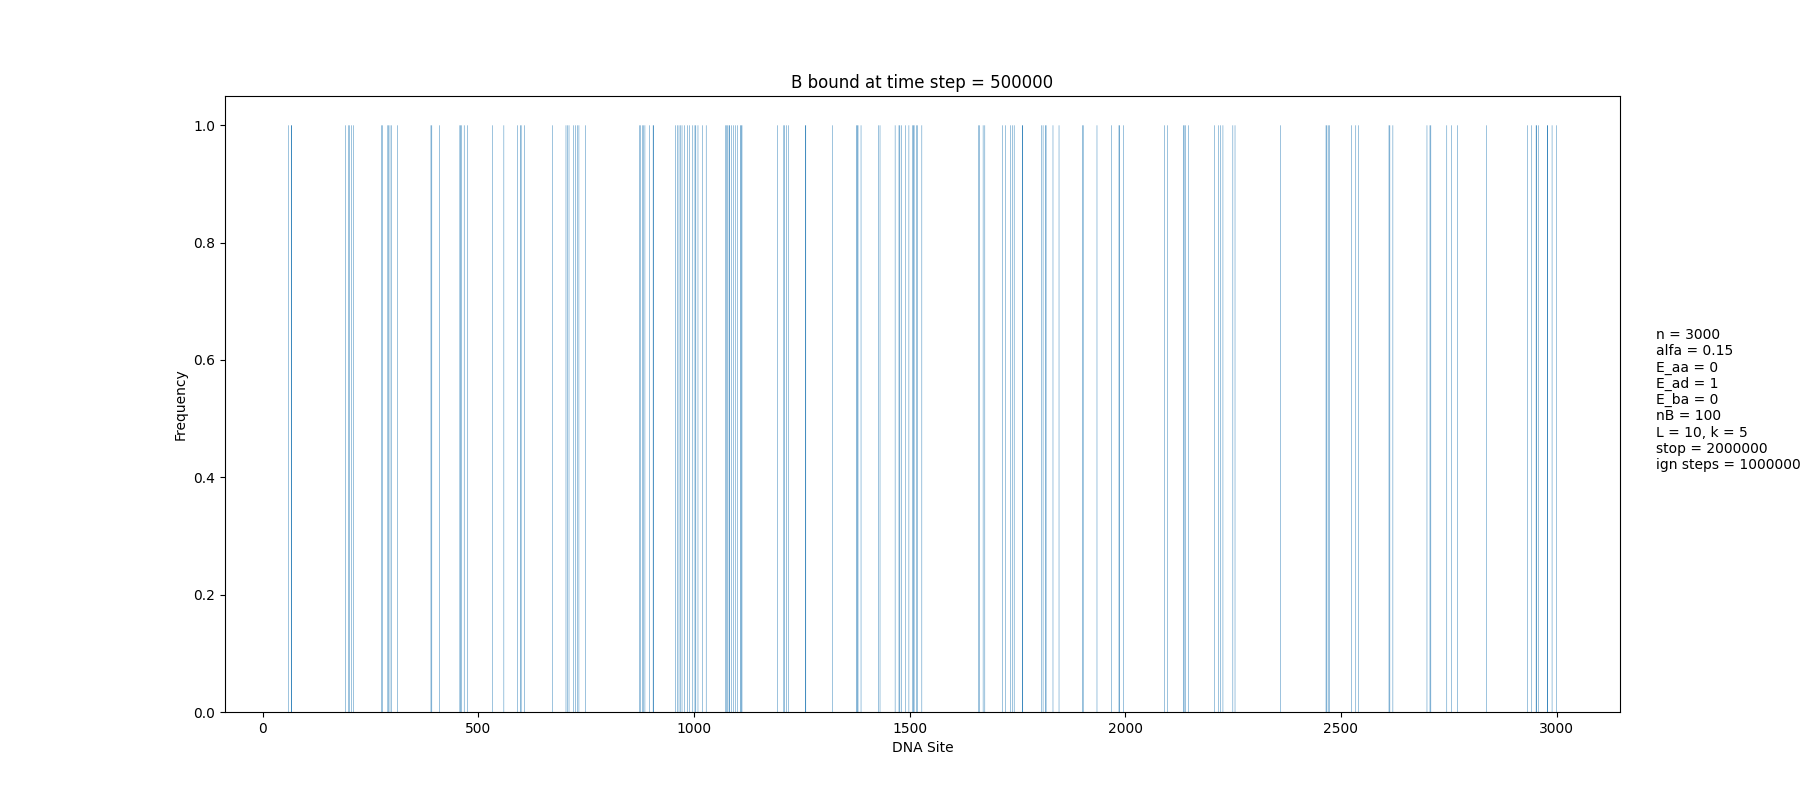 B bound at time step = 500000
1.0
0.8
0.6
0.4
0.2
0.0
Frequency
0 500 1000 1500 2000 2500 3000
DNA Site
n = 3000
alfa = 0.15
E_aa = 0
E_ad = 1
E_ba = 0
nB = 100
L = 10, k = 5
stop = 2000000
ign steps = 1000000